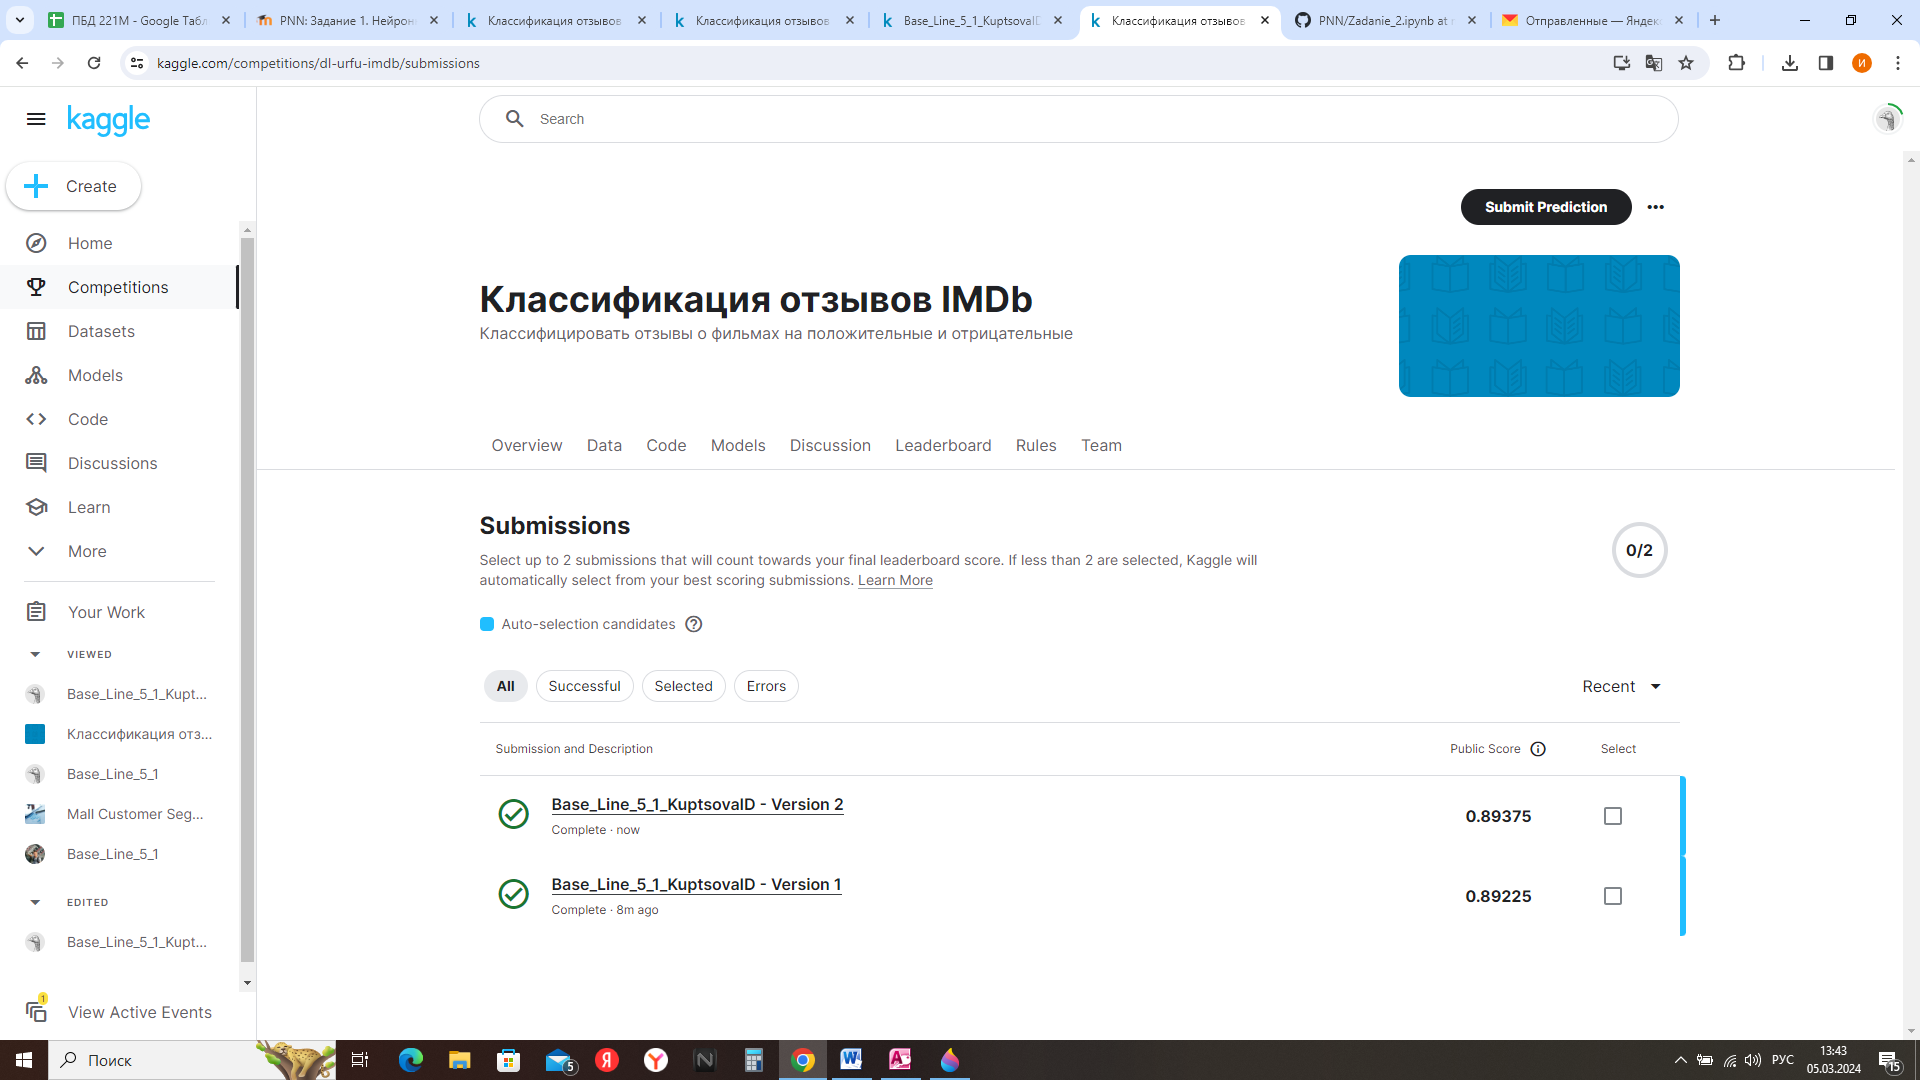 ПБД 221М - Google Табл
PNN: Задание 1. Нейрон
Классификация отзывов
Классификация отзывов
Base_Line_5_1_KuptsovaID
Классификация отзывов
PNN/Zadanie_2.ipynb at
Отправленные — Яндекс
kaggle.com/competitions/dl-urfu-imdb/submissions
И
kaggle
Search
Create
Submit Prediction
Home
Competitions
Datasets
Models
Code
Discussions
Learn
More
Your Work
VIEWED
Base_Line_5_1_Kupt...
Классификация отз...
Base_Line_5_1
Mall Customer Seg...
Base_Line_5_1
EDITED
Base_Line_5_1_Kupt...
1
View Active Events
Классификация отзывов IMDb
Классифицировать отзывы о фильмах на положительные и отрицательные
Overview Data Code Models Discussion Leaderboard Rules Team
Submissions
0/2
Select up to 2 submissions that will count towards your final leaderboard score. If less than 2 are selected, Kaggle will
automatically select from your best scoring submissions. Learn More
Auto-selection candidates
All Successful Selected Errors
Recent
Submission and Description Public Score Select
Base_Line_5_1_KuptsovaID - Version 2
Complete · now
0.89375
Base_Line_5_1_KuptsovaID - Version 1
Complete · 8m ago
0.89225
Поиск
5
РУС
13:43
05.03.2024
15